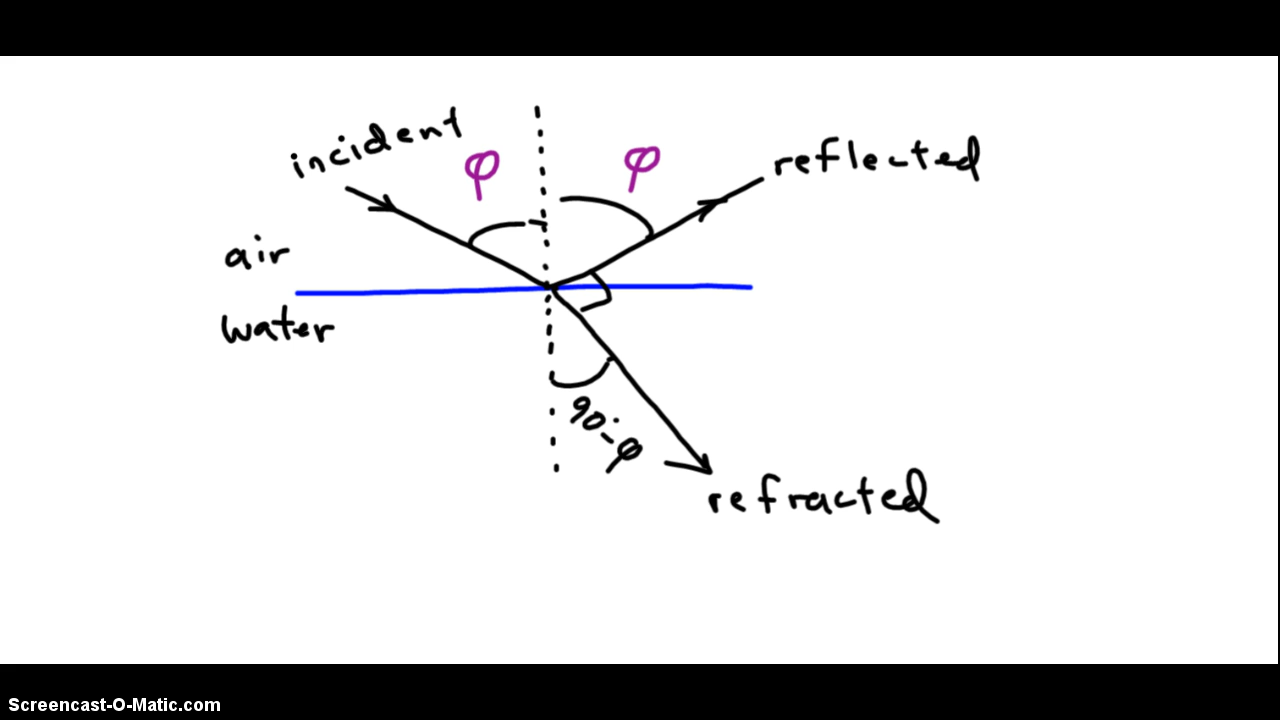 incident
φ
φ
reflected
air
water
90°-φ
refracted
Screencast-O-Matic.com